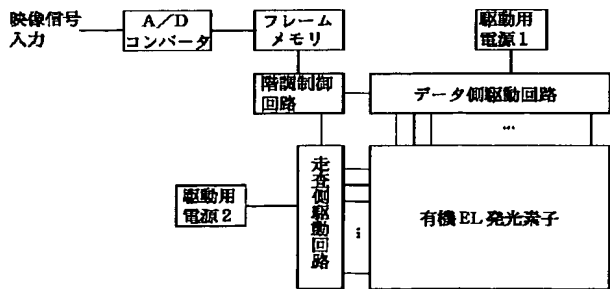 映像信号
入力
A／D
コンバータ
フレーム
メモリ
駆動用
電源1
階調制御
回路
データ側駆動回路
…
走査側駆動回路
駆動用
電源2
…
有機EL発光素子